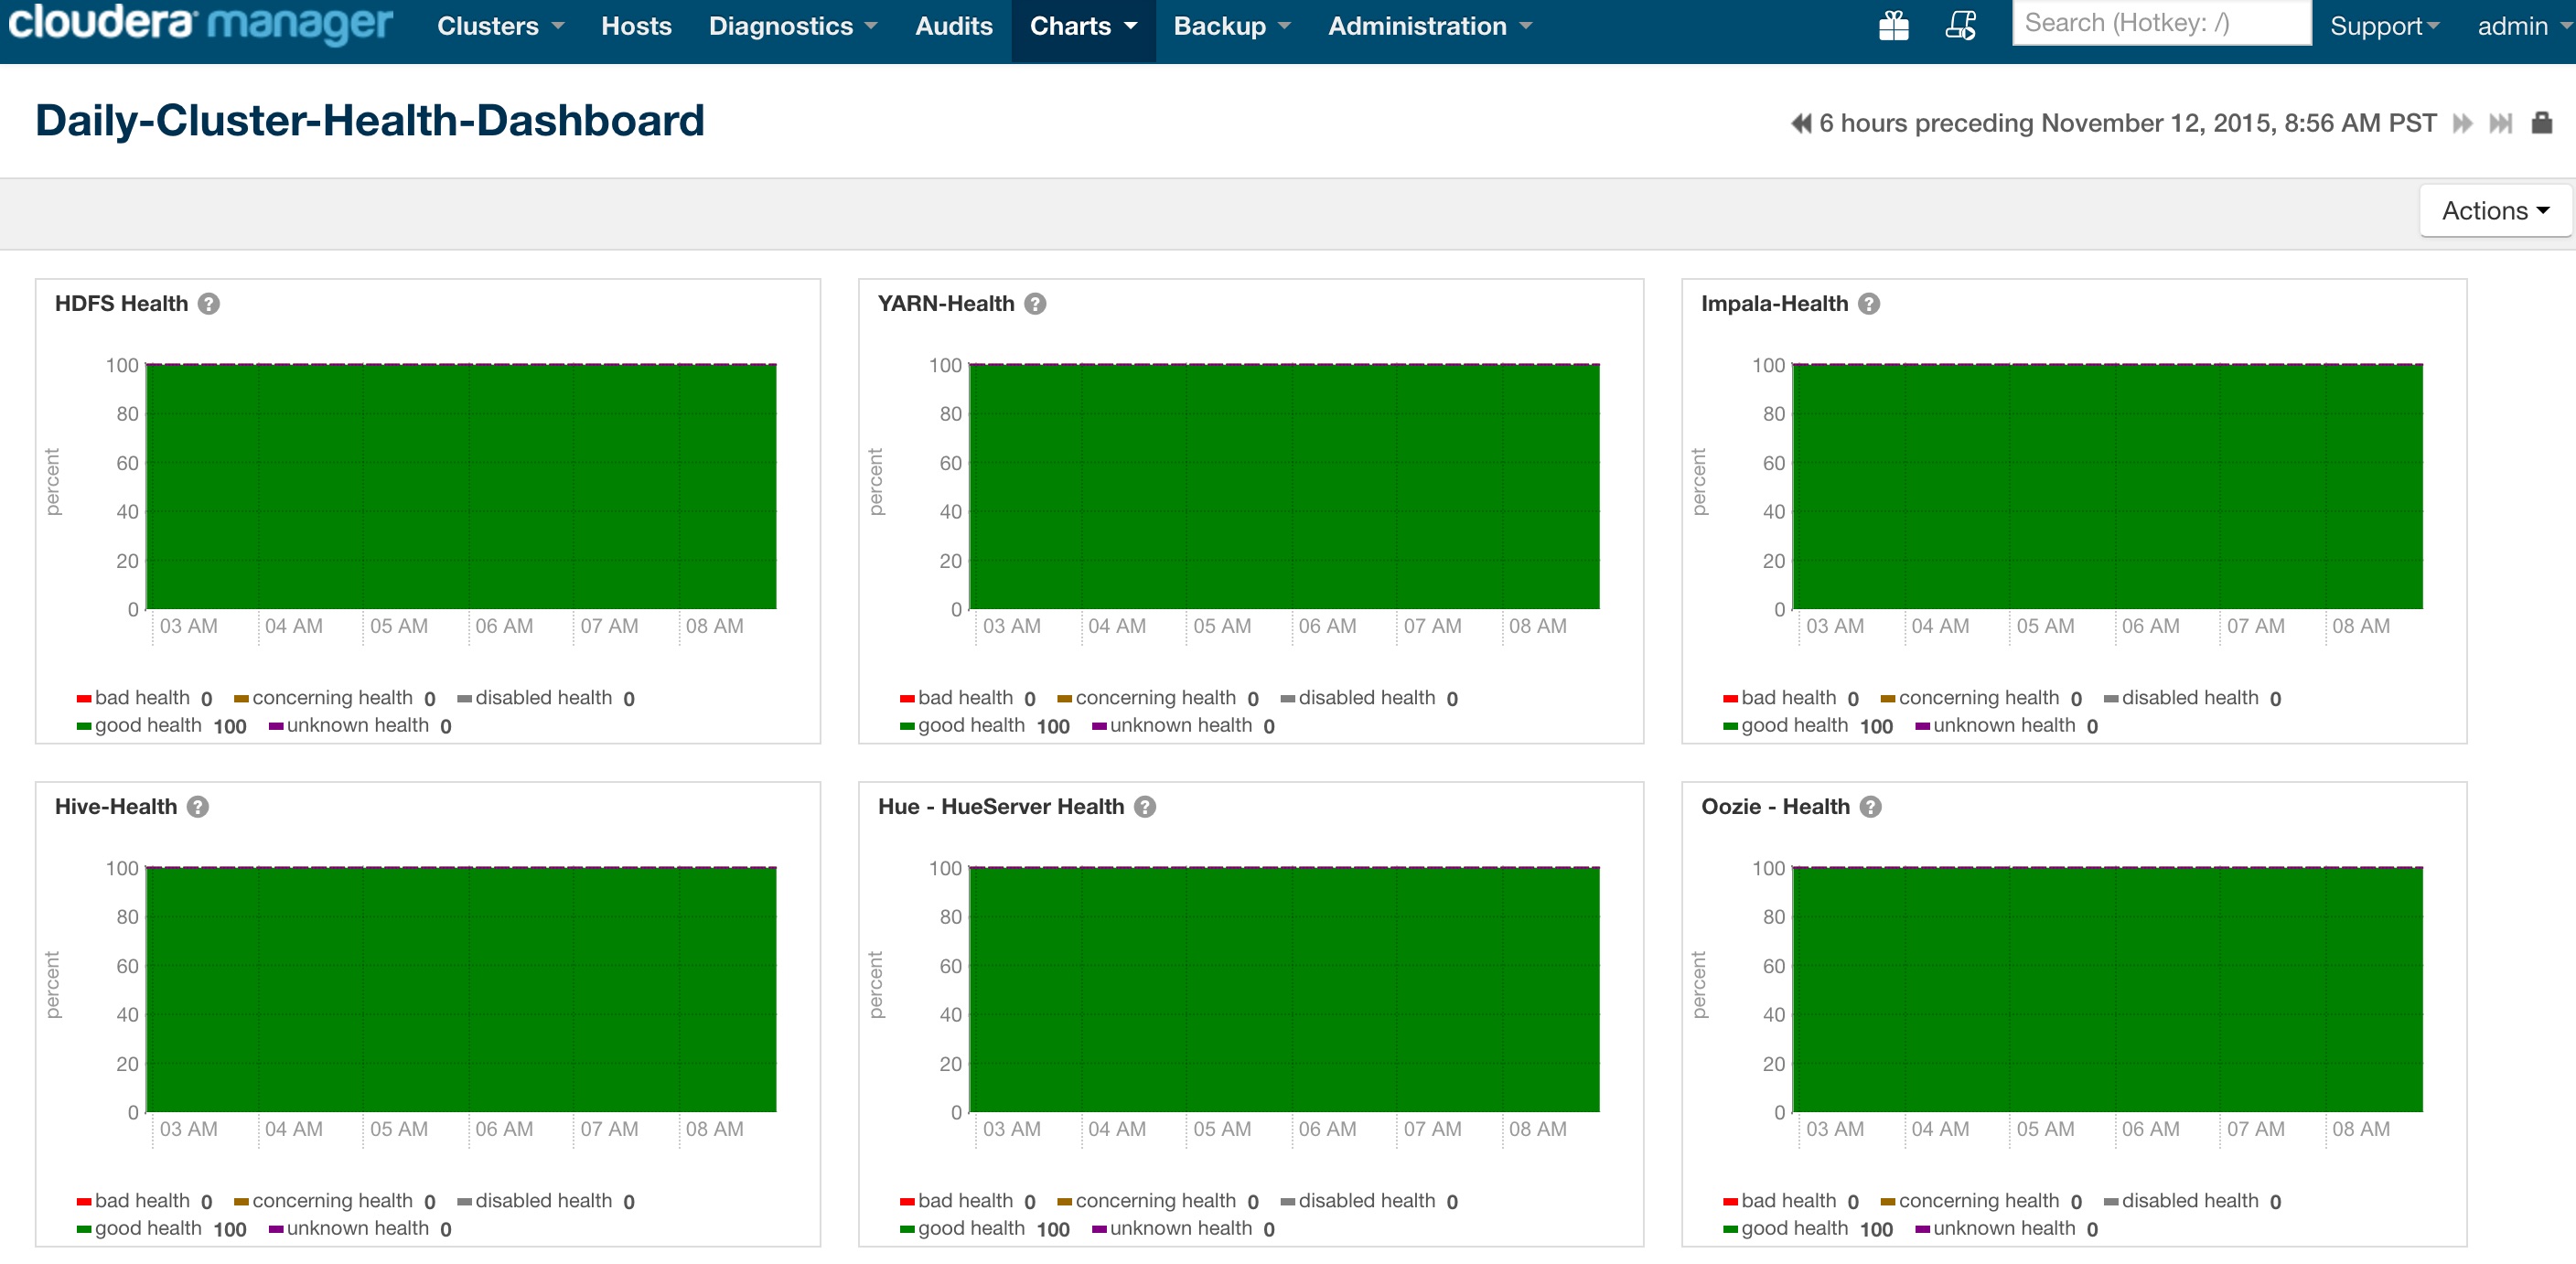 cloudera manager Clusters Hosts Diagnostics Audits Charts Backup Administration Search (Hotkey: /) Support admin
Daily-Cluster-Health-Dashboard 6 hours preceding November 12, 2015, 8:56 AM PST
Actions
HDFS Health ?
percent
100
80
60
40
20
0
03 AM 04 AM 05 AM 06 AM 07 AM 08 AM
bad health 0 concerning health 0 disabled health 0
good health 100 unknown health 0
YARN-Health ?
percent
100
80
60
40
20
0
03 AM 04 AM 05 AM 06 AM 07 AM 08 AM
bad health 0 concerning health 0 disabled health 0
good health 100 unknown health 0
Impala-Health ?
percent
100
80
60
40
20
0
03 AM 04 AM 05 AM 06 AM 07 AM 08 AM
bad health 0 concerning health 0 disabled health 0
good health 100 unknown health 0
Hive-Health ?
percent
100
80
60
40
20
0
03 AM 04 AM 05 AM 06 AM 07 AM 08 AM
bad health 0 concerning health 0 disabled health 0
good health 100 unknown health 0
Hue - HueServer Health ?
percent
100
80
60
40
20
0
03 AM 04 AM 05 AM 06 AM 07 AM 08 AM
bad health 0 concerning health 0 disabled health 0
good health 100 unknown health 0
Oozie - Health ?
percent
100
80
60
40
20
0
03 AM 04 AM 05 AM 06 AM 07 AM 08 AM
bad health 0 concerning health 0 disabled health 0
good health 100 unknown health 0